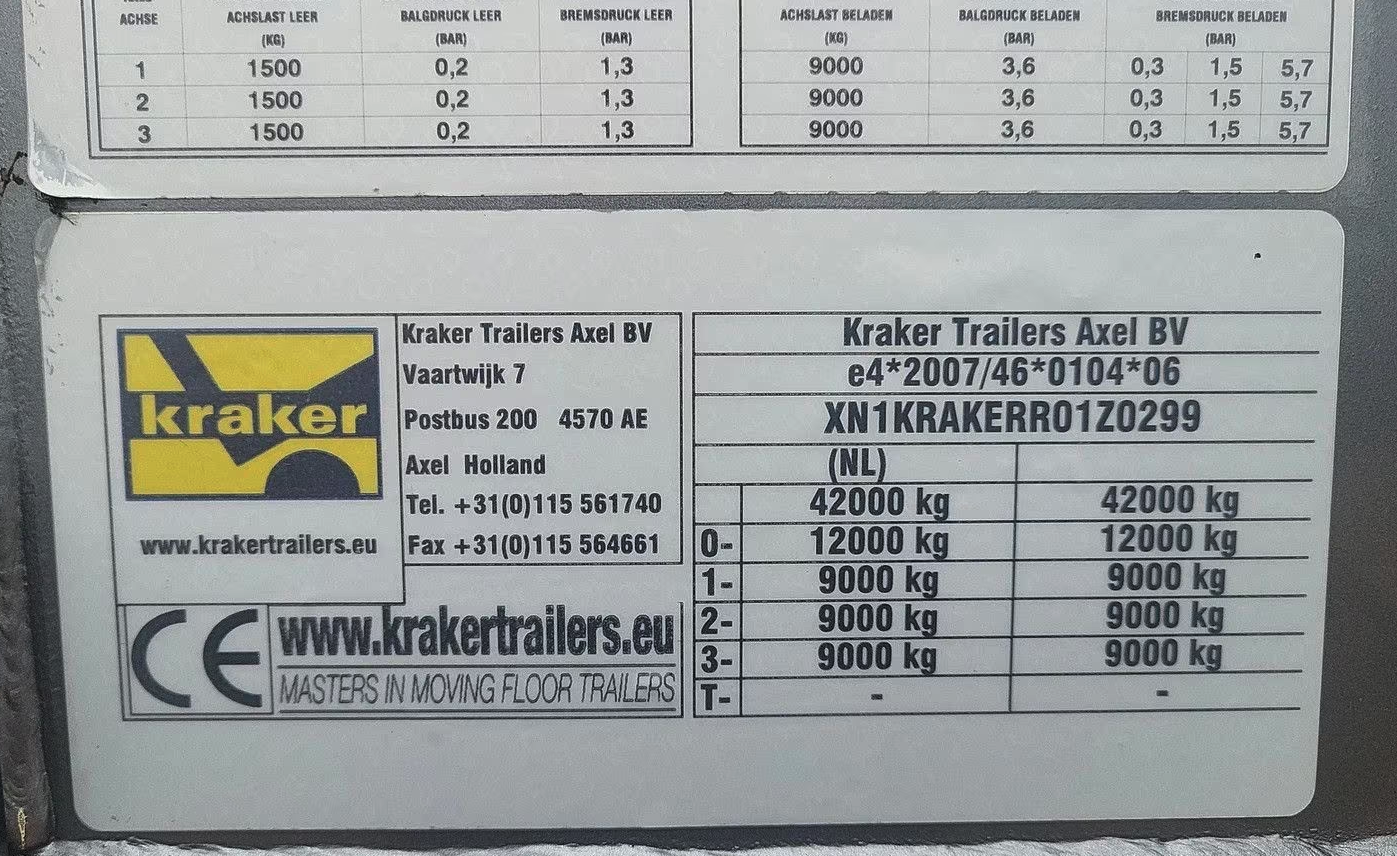 ACHSE ACHSLAST LEER BALGDRUCK LEER BREMSDRUCK LEER ACHSLAST BELADEN BALGDRUCK BELADEN BREMSDRUCK BELADEN
(KG) (BAR) (BAR) (KG) (BAR) (BAR)
1 1500 0,2 1,3 9000 3,6 0,3 1,5 5,7
2 1500 0,2 1,3 9000 3,6 0,3 1,5 5,7
3 1500 0,2 1,3 9000 3,6 0,3 1,5 5,7
kraker
www.krakertrailers.eu
Kraker Trailers Axel BV
Vaartwijk 7
Postbus 200 4570 AE
Axel Holland
Tel. +31(0)115 561740
Fax +31(0)115 564661
CE
www.krakertrailers.eu
MASTERS IN MOVING FLOOR TRAILERS
Kraker Trailers Axel BV
e4*2007/46*0104*06
XN1KRAKERR01Z0299
(NL)
42000 kg 42000 kg
0- 12000 kg 12000 kg
1- 9000 kg 9000 kg
2- 9000 kg 9000 kg
3- 9000 kg 9000 kg
T- - -